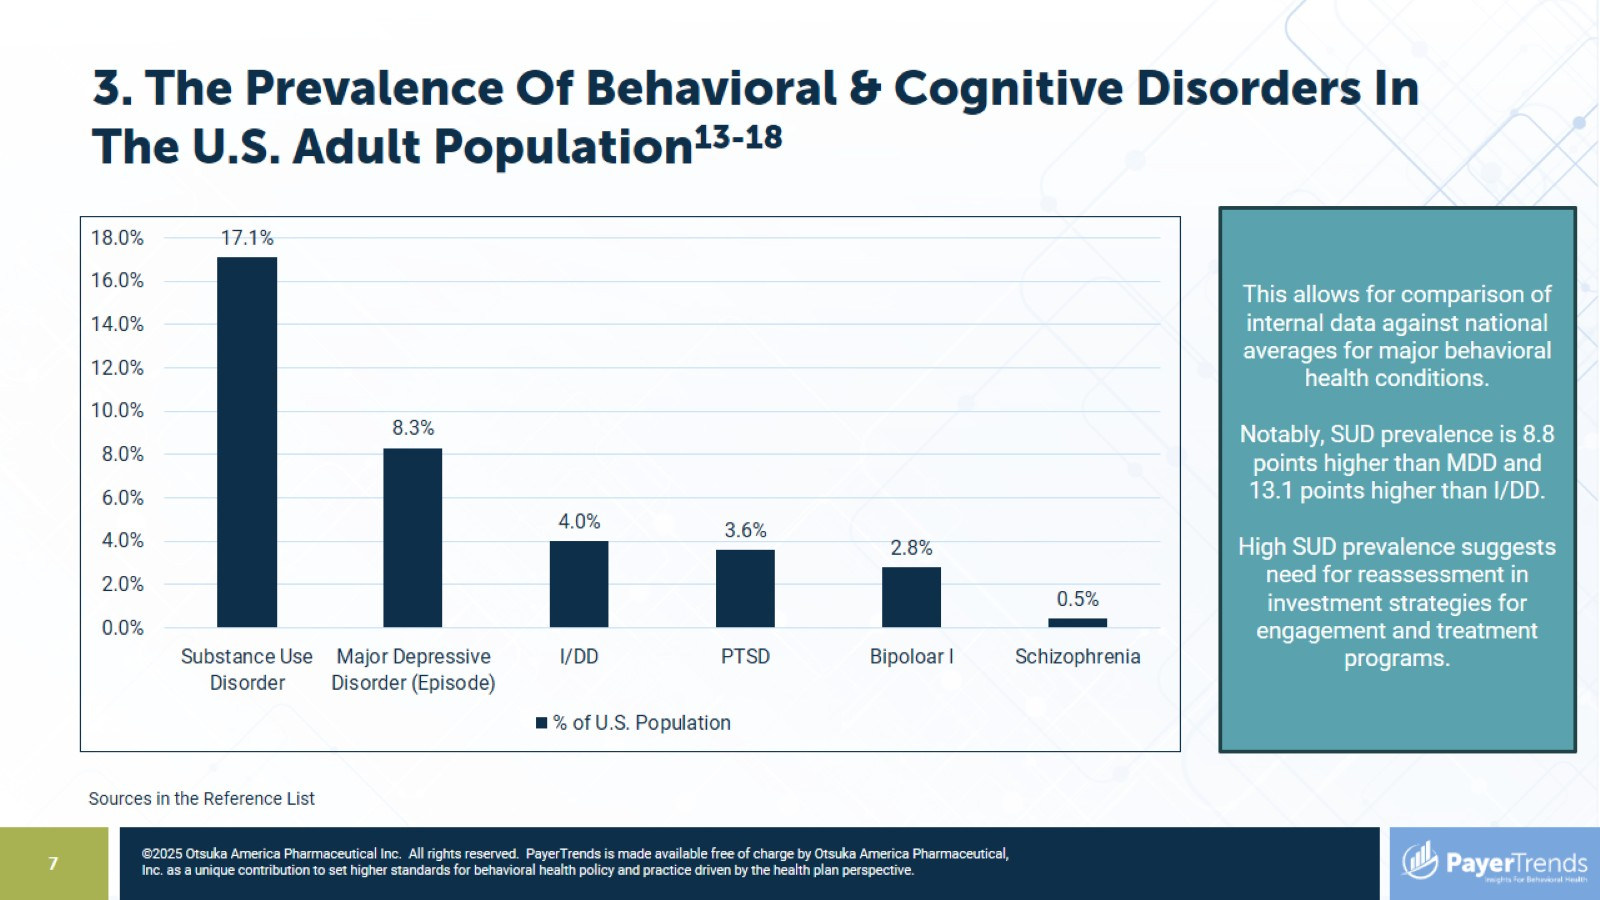 3. The Prevalence Of Behavioral & Cognitive Disorders In
The U.S. Adult Population13-18
18.0%
16.0%
14.0%
12.0%
10.0%
8.0%
6.0%
4.0%
2.0%
0.0%
17.1%
8.3%
4.0%
3.6%
2.8%
0.5%
Substance Use
Disorder
Major Depressive
Disorder (Episode)
I/DD
PTSD
Bipoloar I
Schizophrenia
% of U.S. Population
This allows for comparison of
internal data against national
averages for major behavioral
health conditions.
Notably, SUD prevalence is 8.8
points higher than MDD and
13.1 points higher than I/DD.
High SUD prevalence suggests
need for reassessment in
investment strategies for
engagement and treatment
programs.
Sources in the Reference List
7
©2025 Otsuka America Pharmaceutical Inc. All rights reserved. PayerTrends is made available free of charge by Otsuka America Pharmaceutical,
Inc. as a unique contribution to set higher standards for behavioral health policy and practice driven by the health plan perspective.
PayerTrends
Insights For Behavioral Health